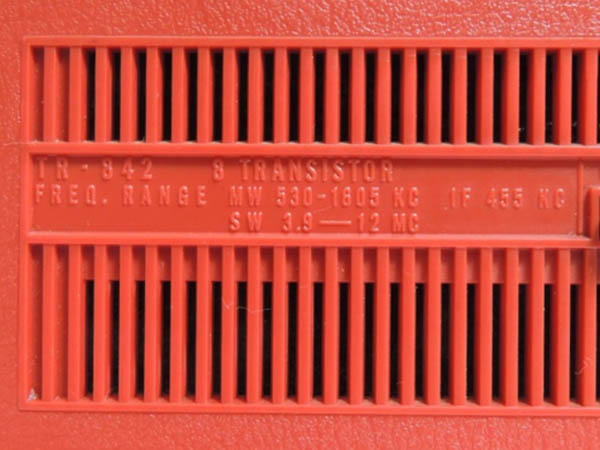 TR-842 8 TRANSISTOR
FREQ. RANGE MW 530-1605 KC IF 455 KC
SW 3.9—12 MC